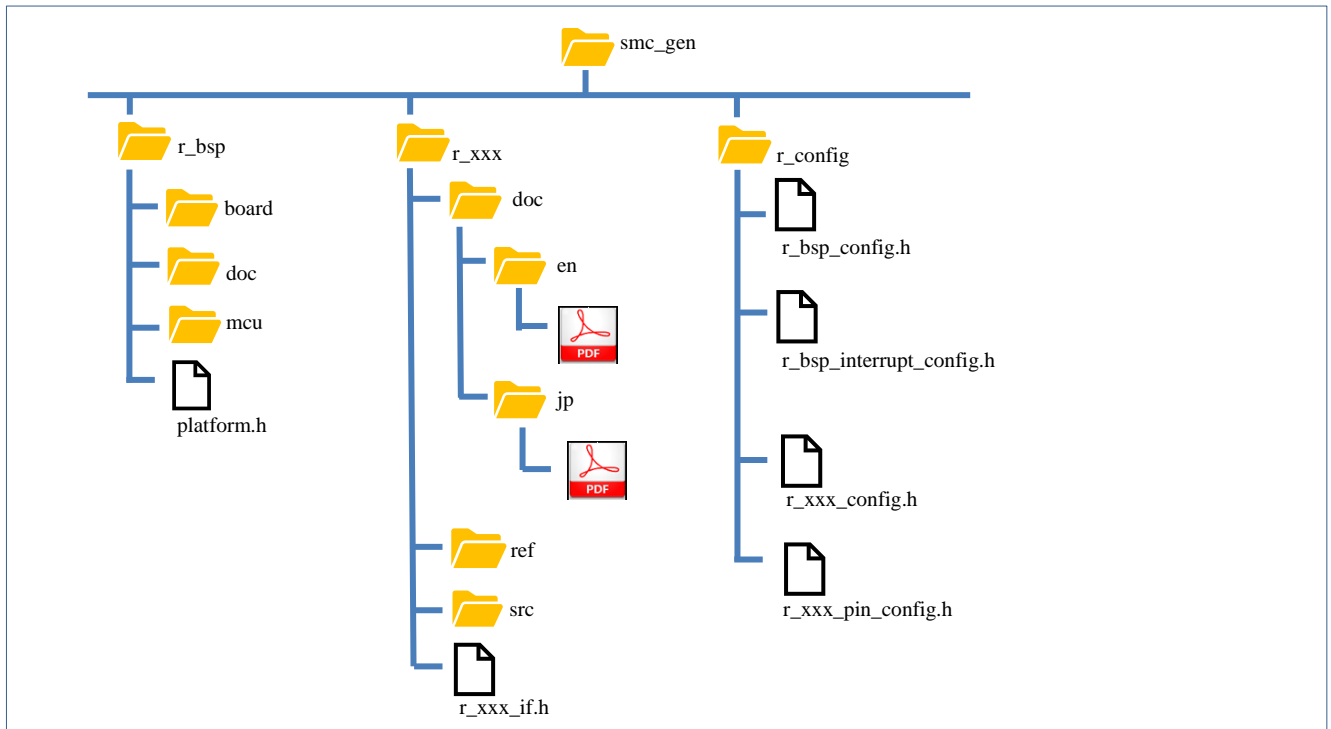 smc_gen
r_bsp
board
doc
mcu
platform.h
r_xxx
doc
en
PDF
jp
PDF
ref
src
r_xxx_if.h
r_config
r_bsp_config.h
r_bsp_interrupt_config.h
r_xxx_config.h
r_xxx_pin_config.h